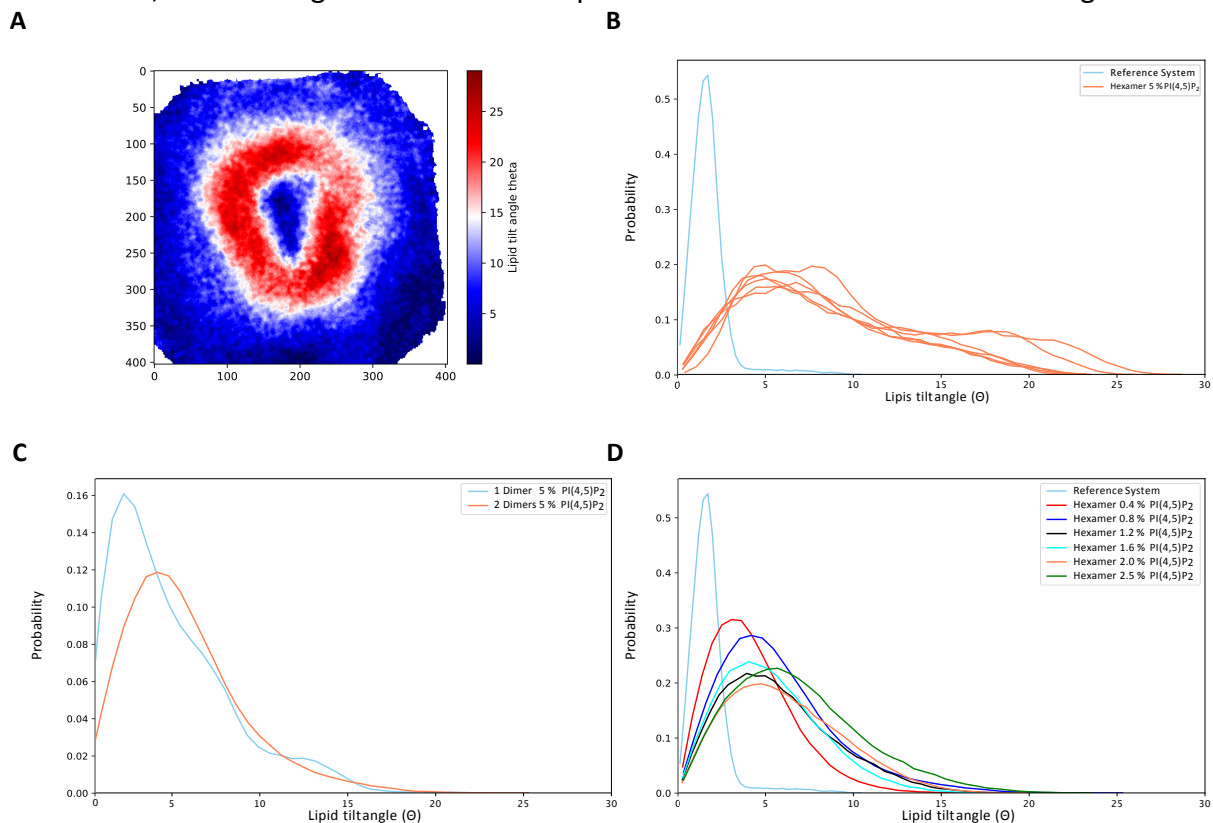 A
0
50
100
150
200
250
300
350
400
0 100 200 300 400
25
20
15
10
5
Lipid tilt angle theta
B
Reference System
Hexamer 5 % PI(4,5)P2
0.5
0.4
0.3
0.2
0.1
0.0
Probability
0 5 10 15 20 25 30
Lipis tiltangle (Θ)
C
1 Dimer 5 % PI(4,5)P2
2 Dimers 5 % PI(4,5)P2
0.16
0.14
0.12
0.10
0.08
0.06
0.04
0.02
0.00
Probability
0 5 10 15 20 25 30
Lipid tiltangle (Θ)
D
Reference System
Hexamer 0.4 % PI(4,5)P2
Hexamer 0.8 % PI(4,5)P2
Hexamer 1.2 % PI(4,5)P2
Hexamer 1.6 % PI(4,5)P2
Hexamer 2.0 % PI(4,5)P2
Hexamer 2.5 % PI(4,5)P2
0.5
0.4
0.3
0.2
0.1
0.0
Probability
0 5 10 15 20 25 30
Lipid tiltangle (Θ)